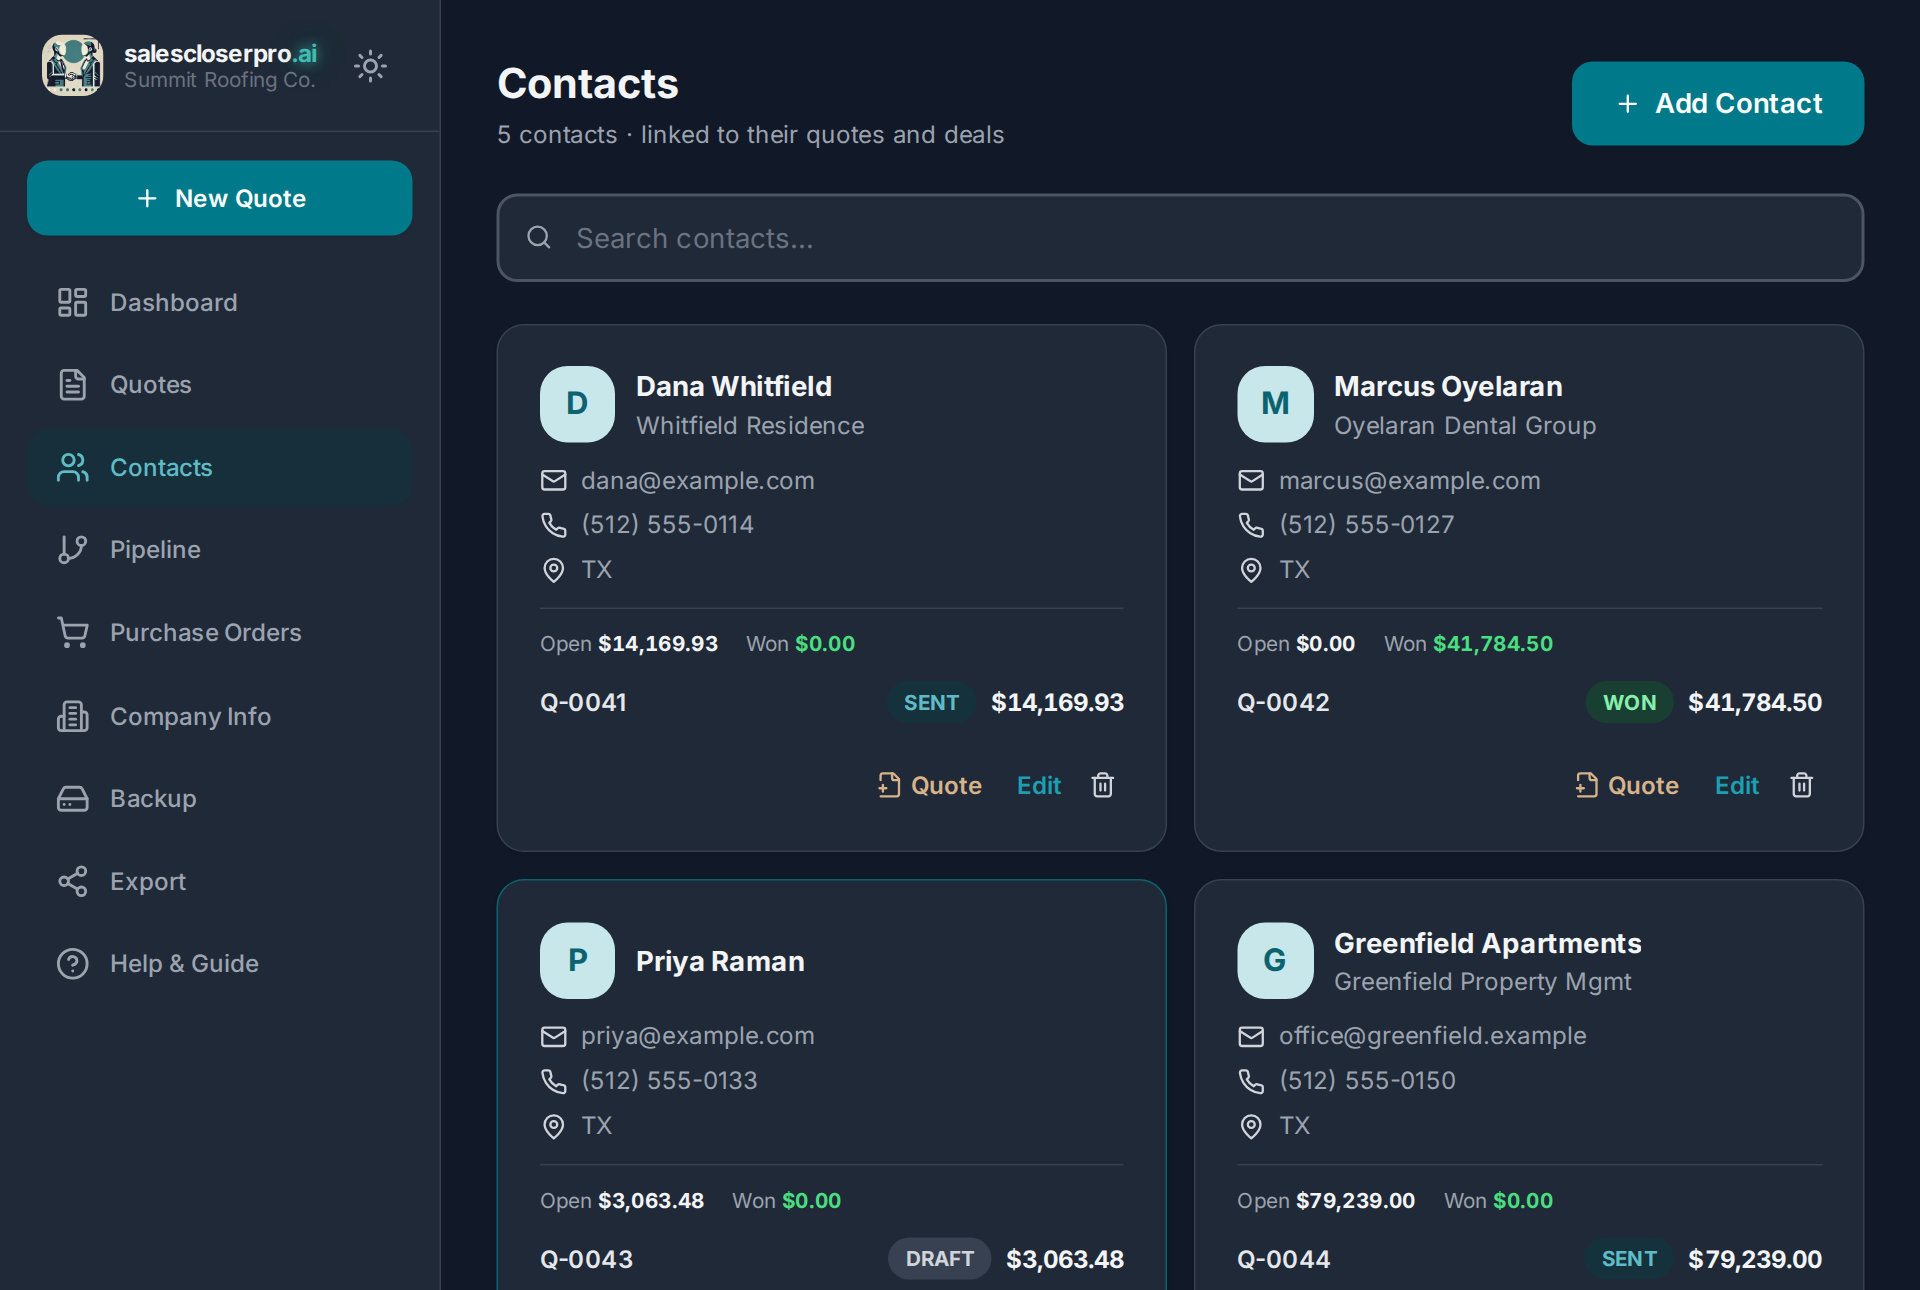 salescloserpro.ai
Summit Roofing Co.
New Quote
Dashboard
Quotes
Contacts
Pipeline
Purchase Orders
Company Info
Backup
Export
Help & Guide
Contacts
5 contacts · linked to their quotes and deals
Add Contact
Search contacts...
D
Dana Whitfield
Whitfield Residence
dana@example.com
(512) 555-0114
TX
Open $14,169.93 Won $0.00
Q-0041 SENT $14,169.93
Quote Edit
M
Marcus Oyelaran
Oyelaran Dental Group
marcus@example.com
(512) 555-0127
TX
Open $0.00 Won $41,784.50
Q-0042 WON $41,784.50
Quote Edit
P
Priya Raman
priya@example.com
(512) 555-0133
TX
Open $3,063.48 Won $0.00
Q-0043 DRAFT $3,063.48
G
Greenfield Apartments
Greenfield Property Mgmt
office@greenfield.example
(512) 555-0150
TX
Open $79,239.00 Won $0.00
Q-0044 SENT $79,239.00